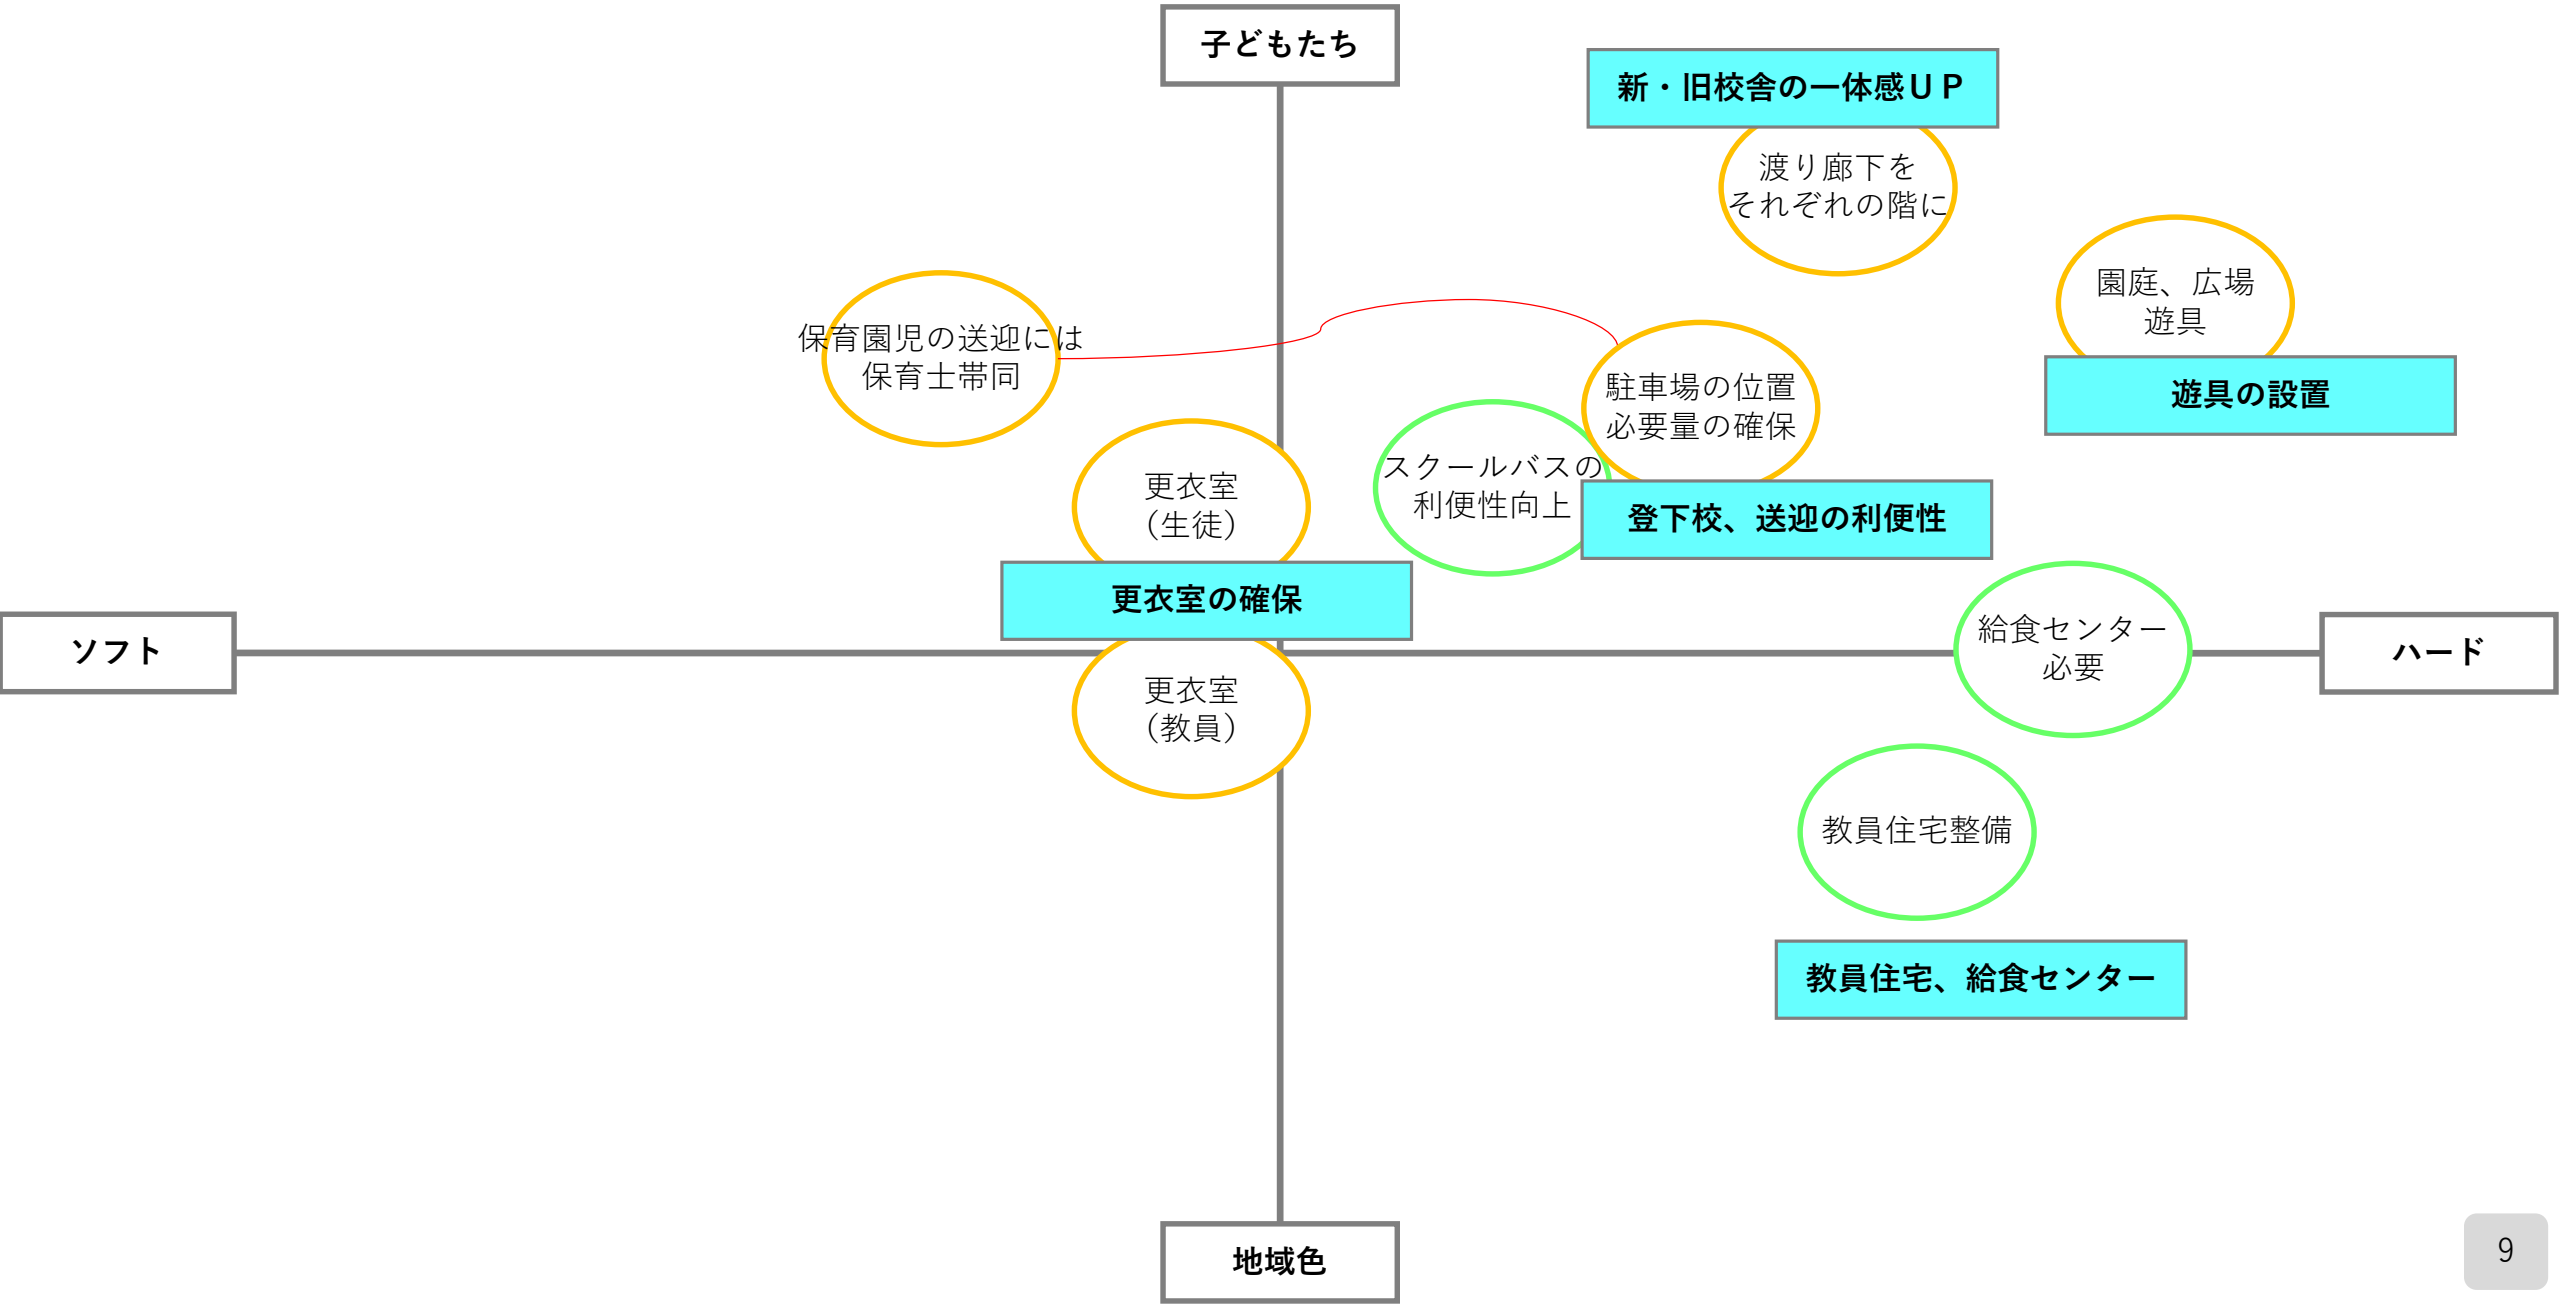 子どもたち
新・旧校舎の一体感ＵＰ
渡り廊下を
それぞれの階に
園庭、広場
遊具
遊具の設置
保育園児の送迎には
保育士帯同
駐車場の位置
必要量の確保
スクールバスの
利便性向上
登下校、送迎の利便性
更衣室
（生徒）
更衣室の確保
ソフト
更衣室
（教員）
給食センター
必要
ハード
教員住宅整備
教員住宅、給食センター
地域色
9